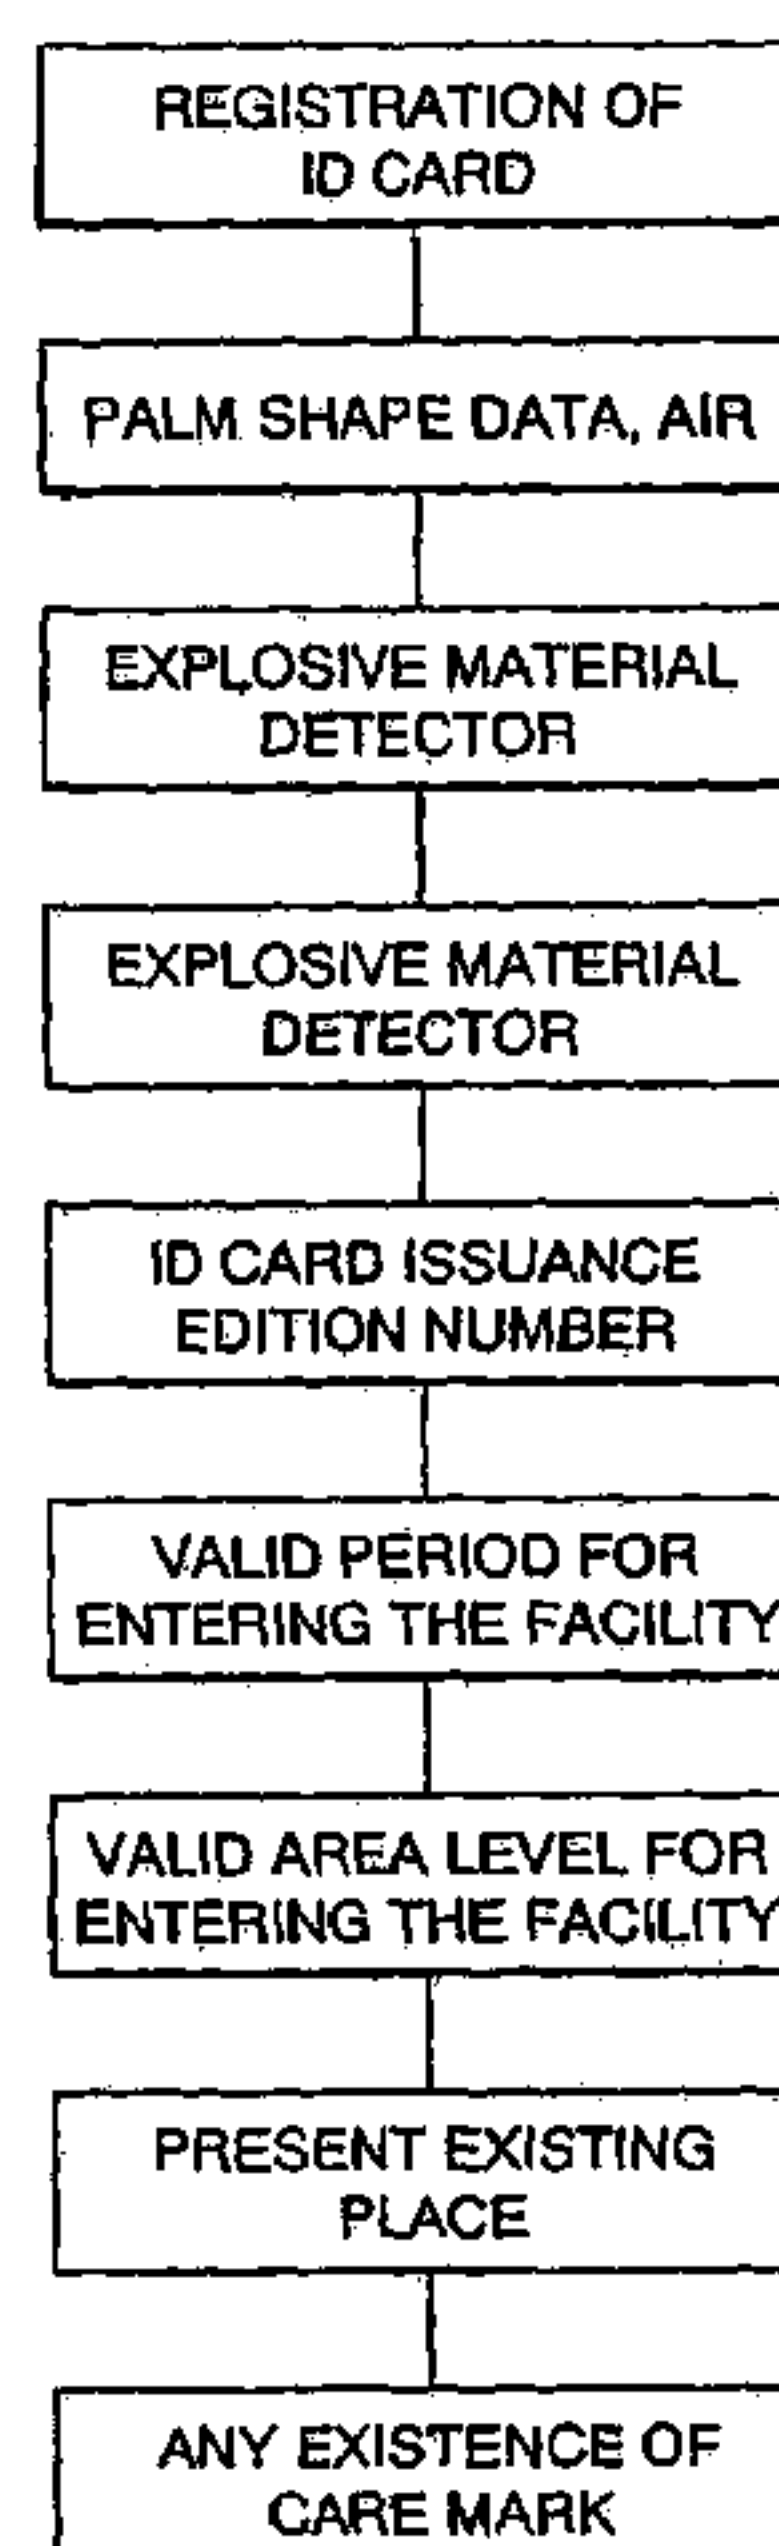 REGISTRATION OF
ID CARD
PALM SHAPE DATA, AIR
EXPLOSIVE MATERIAL
DETECTOR
EXPLOSIVE MATERIAL
DETECTOR
ID CARD ISSUANCE
EDITION NUMBER
VALID PERIOD FOR
ENTERING THE FACILITY
VALID AREA LEVEL FOR
ENTERING THE FACILITY
PRESENT EXISTING
PLACE
ANY EXISTENCE OF
CARE MARK